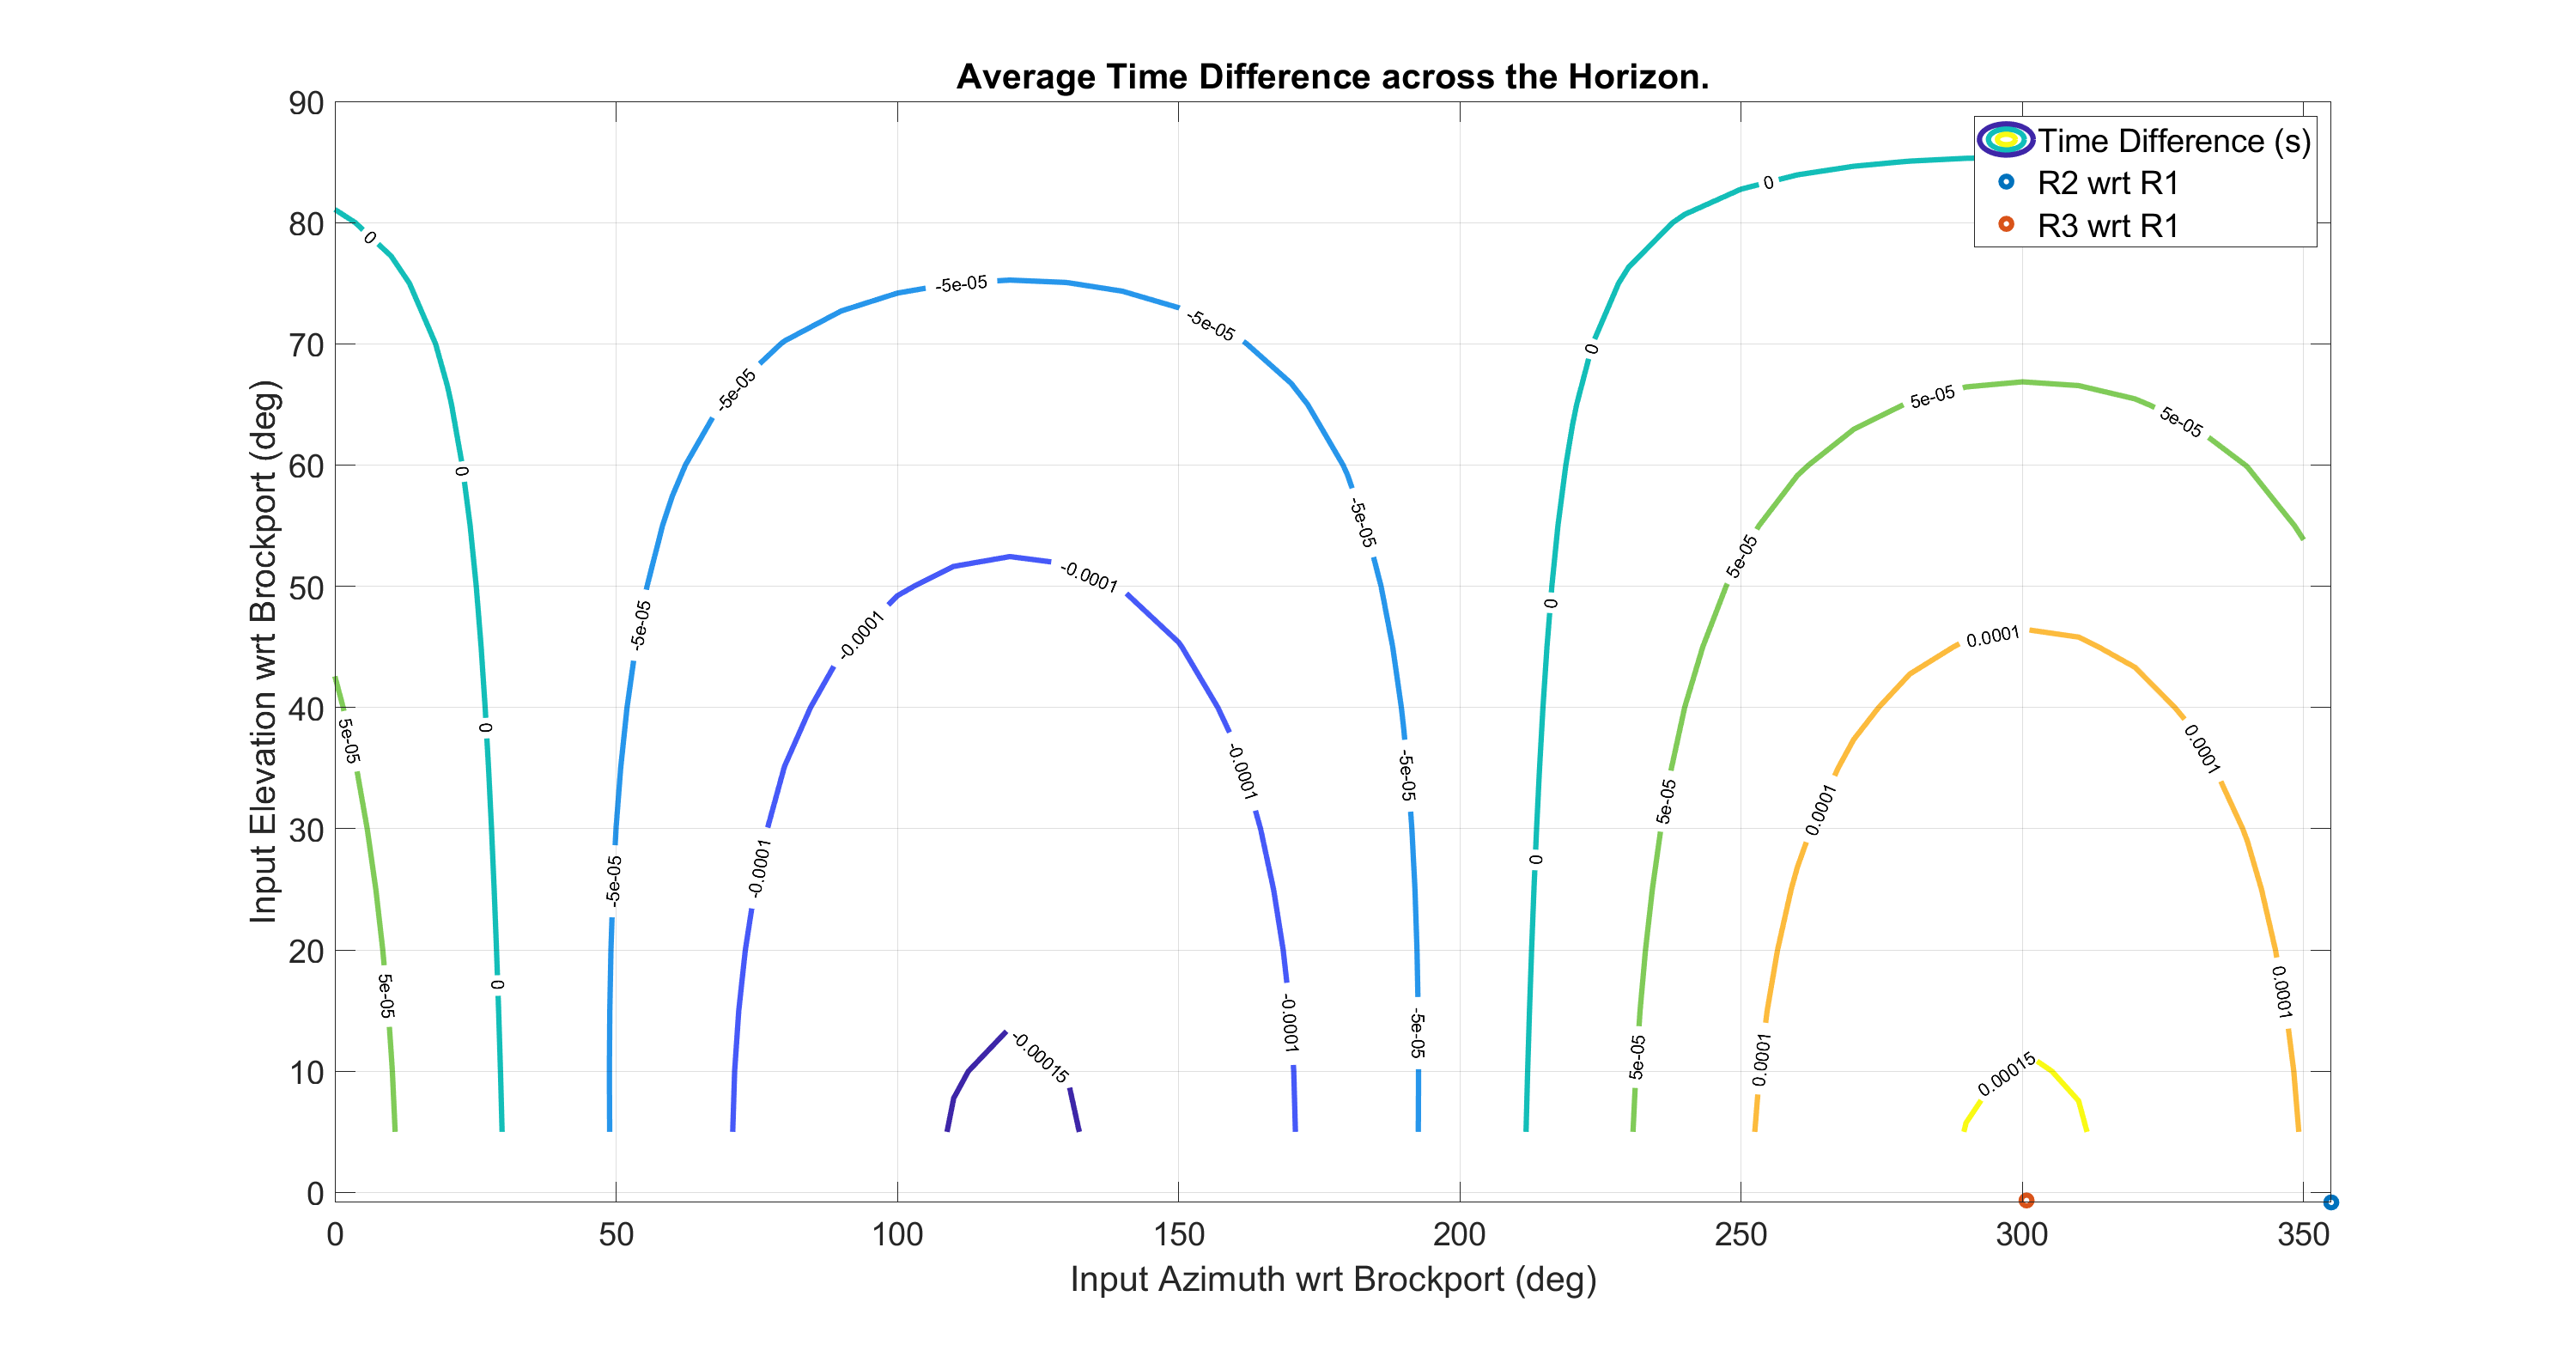 Average Time Difference across the Horizon.
Time Difference (s)
R2 wrt R1
R3 wrt R1
Input Elevation wrt Brockport (deg)
90
80
70
60
50
40
30
20
10
0
0
0
0
0
0
0
0
0
0
-5e-05
-5e-05
-5e-05
-5e-05
-5e-05
-5e-05
-5e-05
-5e-05
5e-05
5e-05
5e-05
5e-05
5e-05
5e-05
5e-05
-0.0001
-0.0001
-0.0001
-0.0001
-0.0001
0.0001
0.0001
0.0001
0.0001
0.0001
-0.00015
0.00015
0 50 100 150 200 250 300 350
Input Azimuth wrt Brockport (deg)